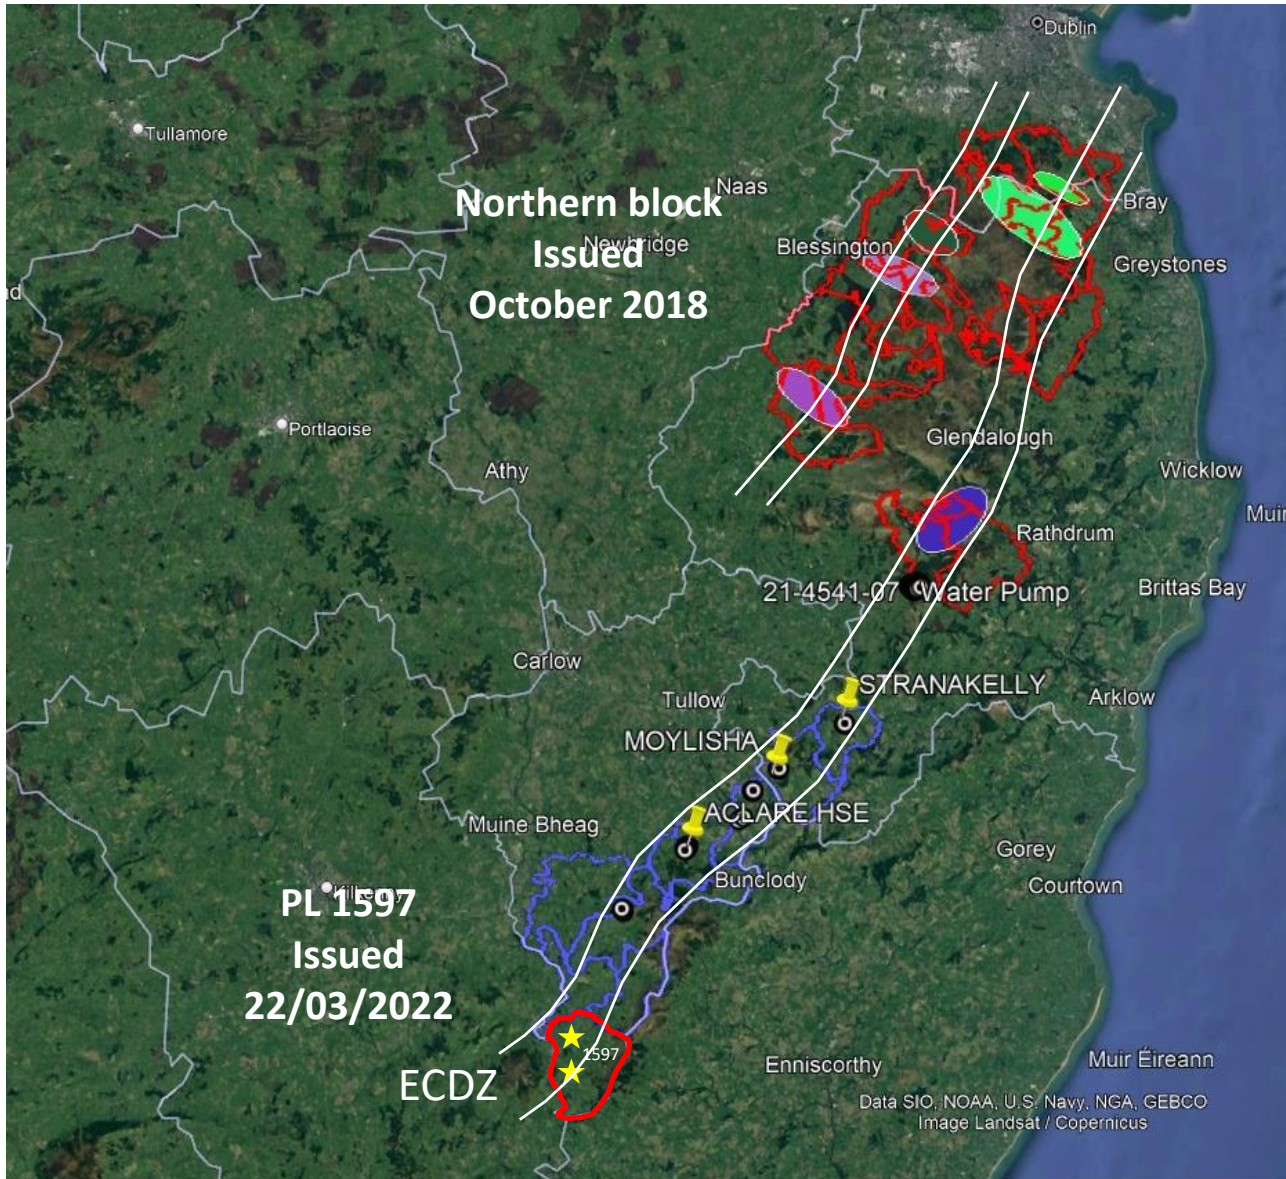 Dublin
Tullamore
Naas
Northern block
Issued
October 2018
Newbridge
Blessington
Bray
Greystones
nd
Portlaoise
Athy
Glendalough
Wicklow
Muir
Rathdrum
21-4541-07
Water Pump
Brittas Bay
Carlow
Tullow
STRANAKELLY
Arklow
MOYLISHA
ACLARE HSE
Muine Bheag
Gorey
Bunclody
Courtown
PL 1597
Issued
22/03/2022
1597
ECDZ
Enniscorthy
Muir Éireann
Data SIO, NOAA, U.S. Navy, NGA, GEBCO
Image Landsat / Copernicus